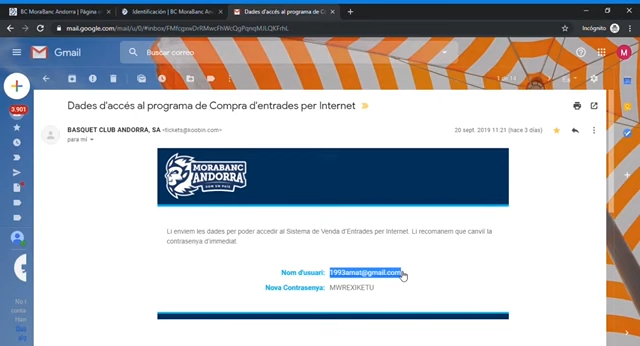 BC MoraBanc Andorra | Página o
Identificación | BC MoraBanc An
Dades d'accés al programa de Co
mail.google.com/mail/u/0/#inbox/
Incógnito
Gmail
Buscar correo
M
3.901
1 de 14
Dades d'accés al programa de Compra d'entrades per Internet
BASQUET CLUB ANDORRA, SA <tickets@koobin.com>
20 sept. 2019 11:21 (hace 3 días)
para mí
MORABANC
ANDORRA
Li enviem les dades per poder accedir al Sistema de Venda d'Entrades per Internet. Li recomanem que canvil la
contrasenya d'immediat
Nom d'usuari: 1993amat@gmail.com
Nova Contrasenya: MWREXIKETU